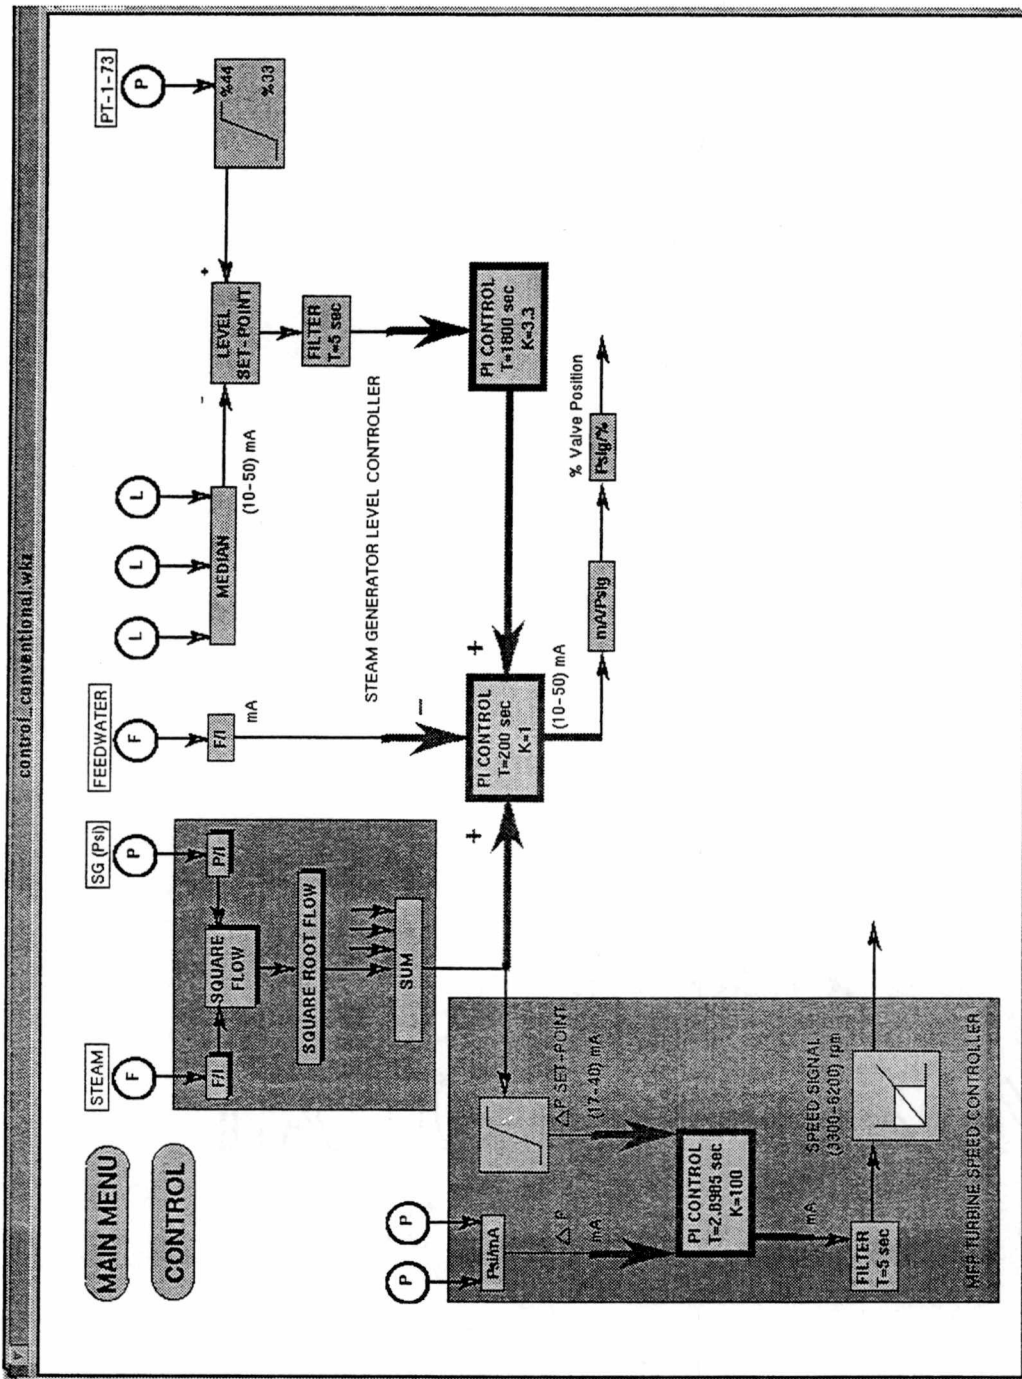 control_conventional.wkz
MAIN MENU
CONTROL
STEAM
F
F/I
SG (Psi)
P
P/I
SQUARE
FLOW
SQUARE ROOT FLOW
SUM
FEEDWATER
F
F/I
mA
L
L
L
MEDIAN
(10-50) mA
-
+
LEVEL
SET-POINT
PT-1-73
P
%44
%33
FILTER
T=5 sec
STEAM GENERATOR LEVEL CONTROLLER
PI CONTROL
T=1800 sec
K=3.3
+
-
+
PI CONTROL
T=200 sec
K=1
(10-50) mA
mA/Psig
Psig/%
% Valve Position
P
P
Psi/mA
△P
mA
△P SET-POINT
(17-40) mA
PI CONTROL
T=2.8985 sec
K=100
mA
FILTER
T=5 sec
SPEED SIGNAL
(3300-6200) rpm
MFP TURBINE SPEED CONTROLLER